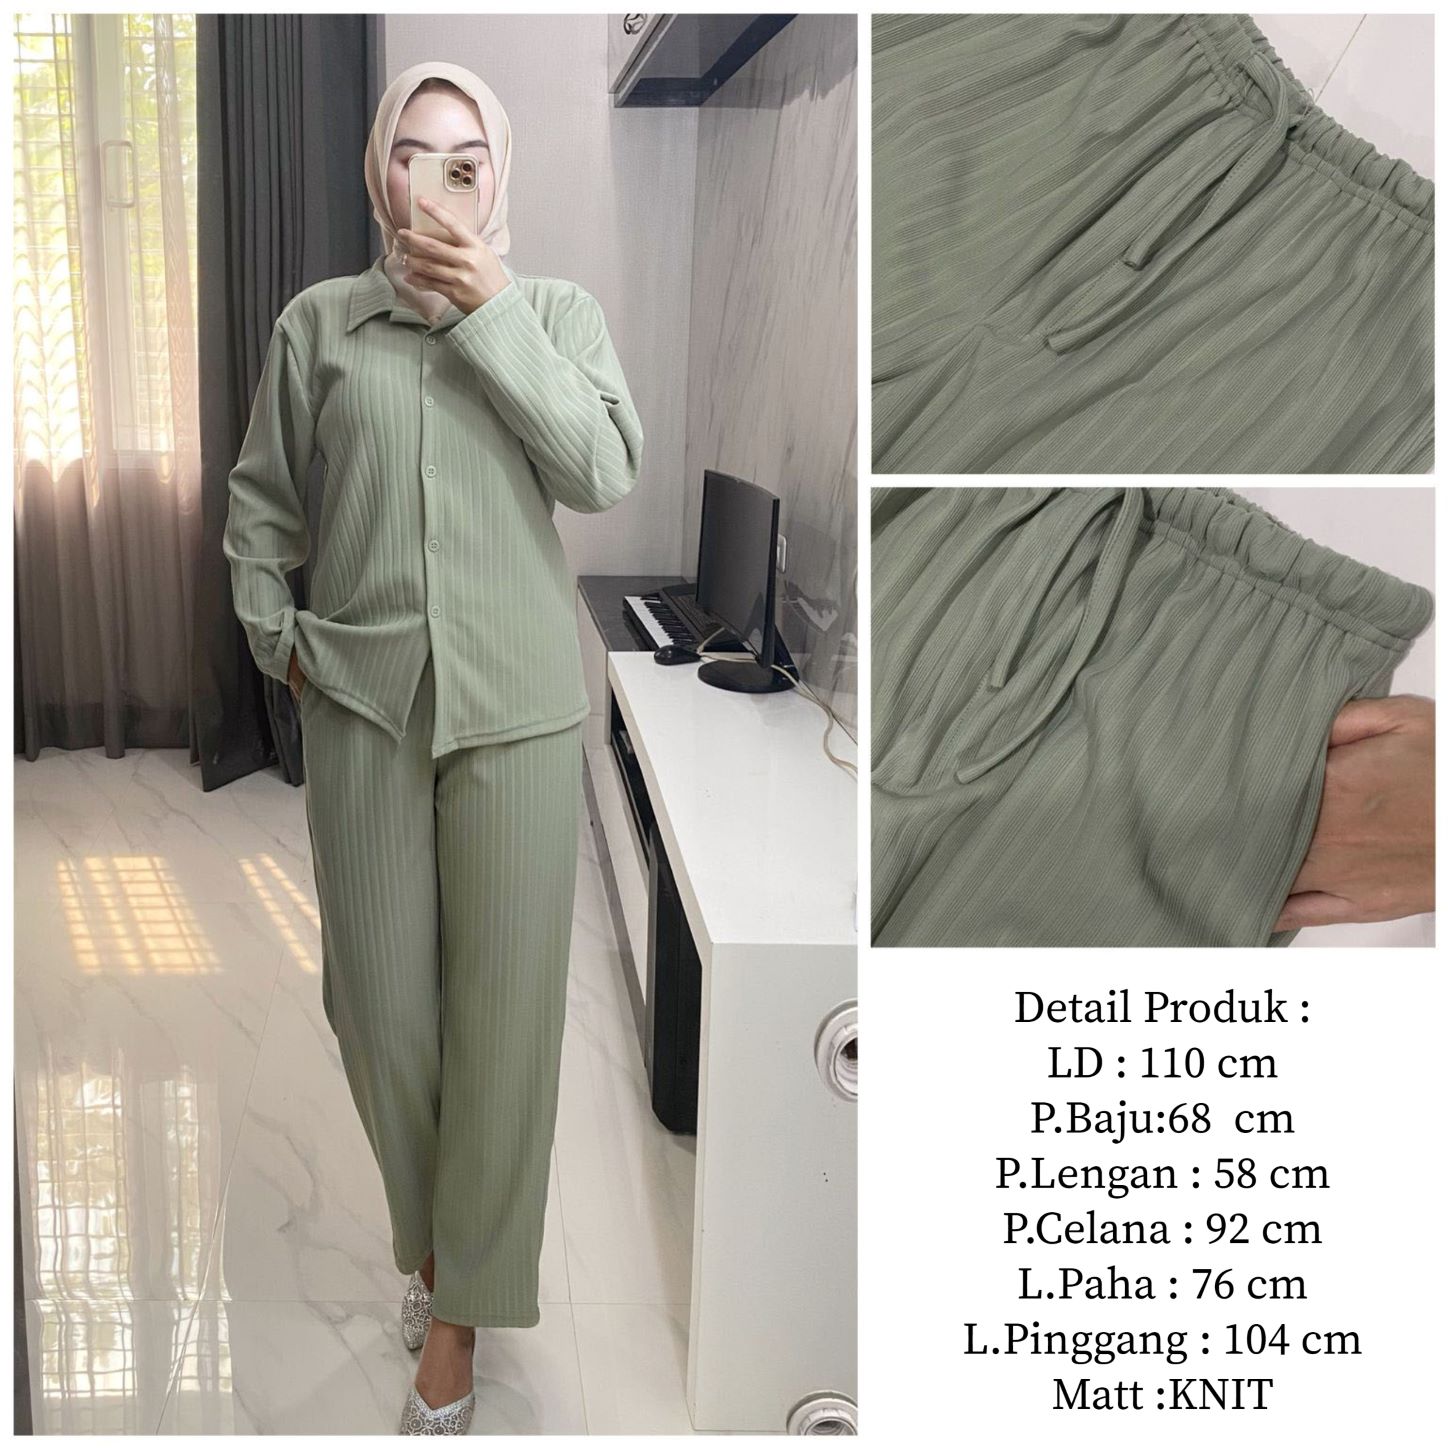 Detail Produk :
LD : 110 cm
P.Baju:68  cm
P.Lengan : 58 cm
P.Celana : 92 cm
L.Paha : 76 cm
L.Pinggang : 104 cm
Matt :KNIT